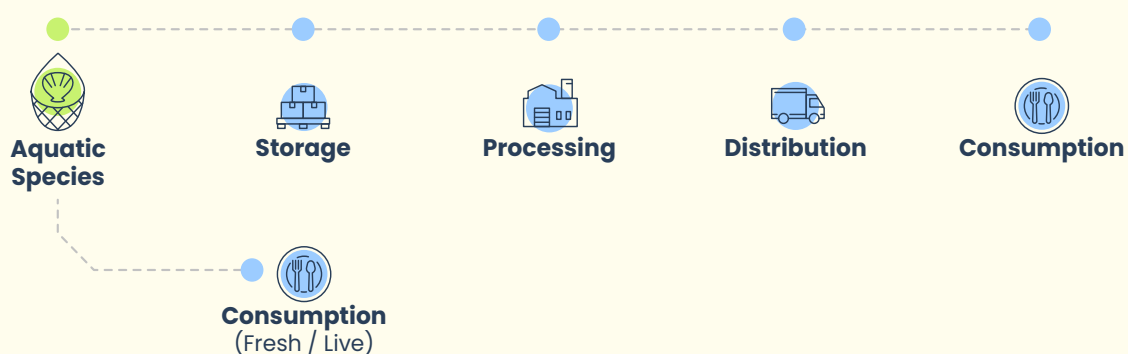 Aquatic
Species
Storage
Processing
Distribution
Consumption
Consumption
(Fresh / Live)